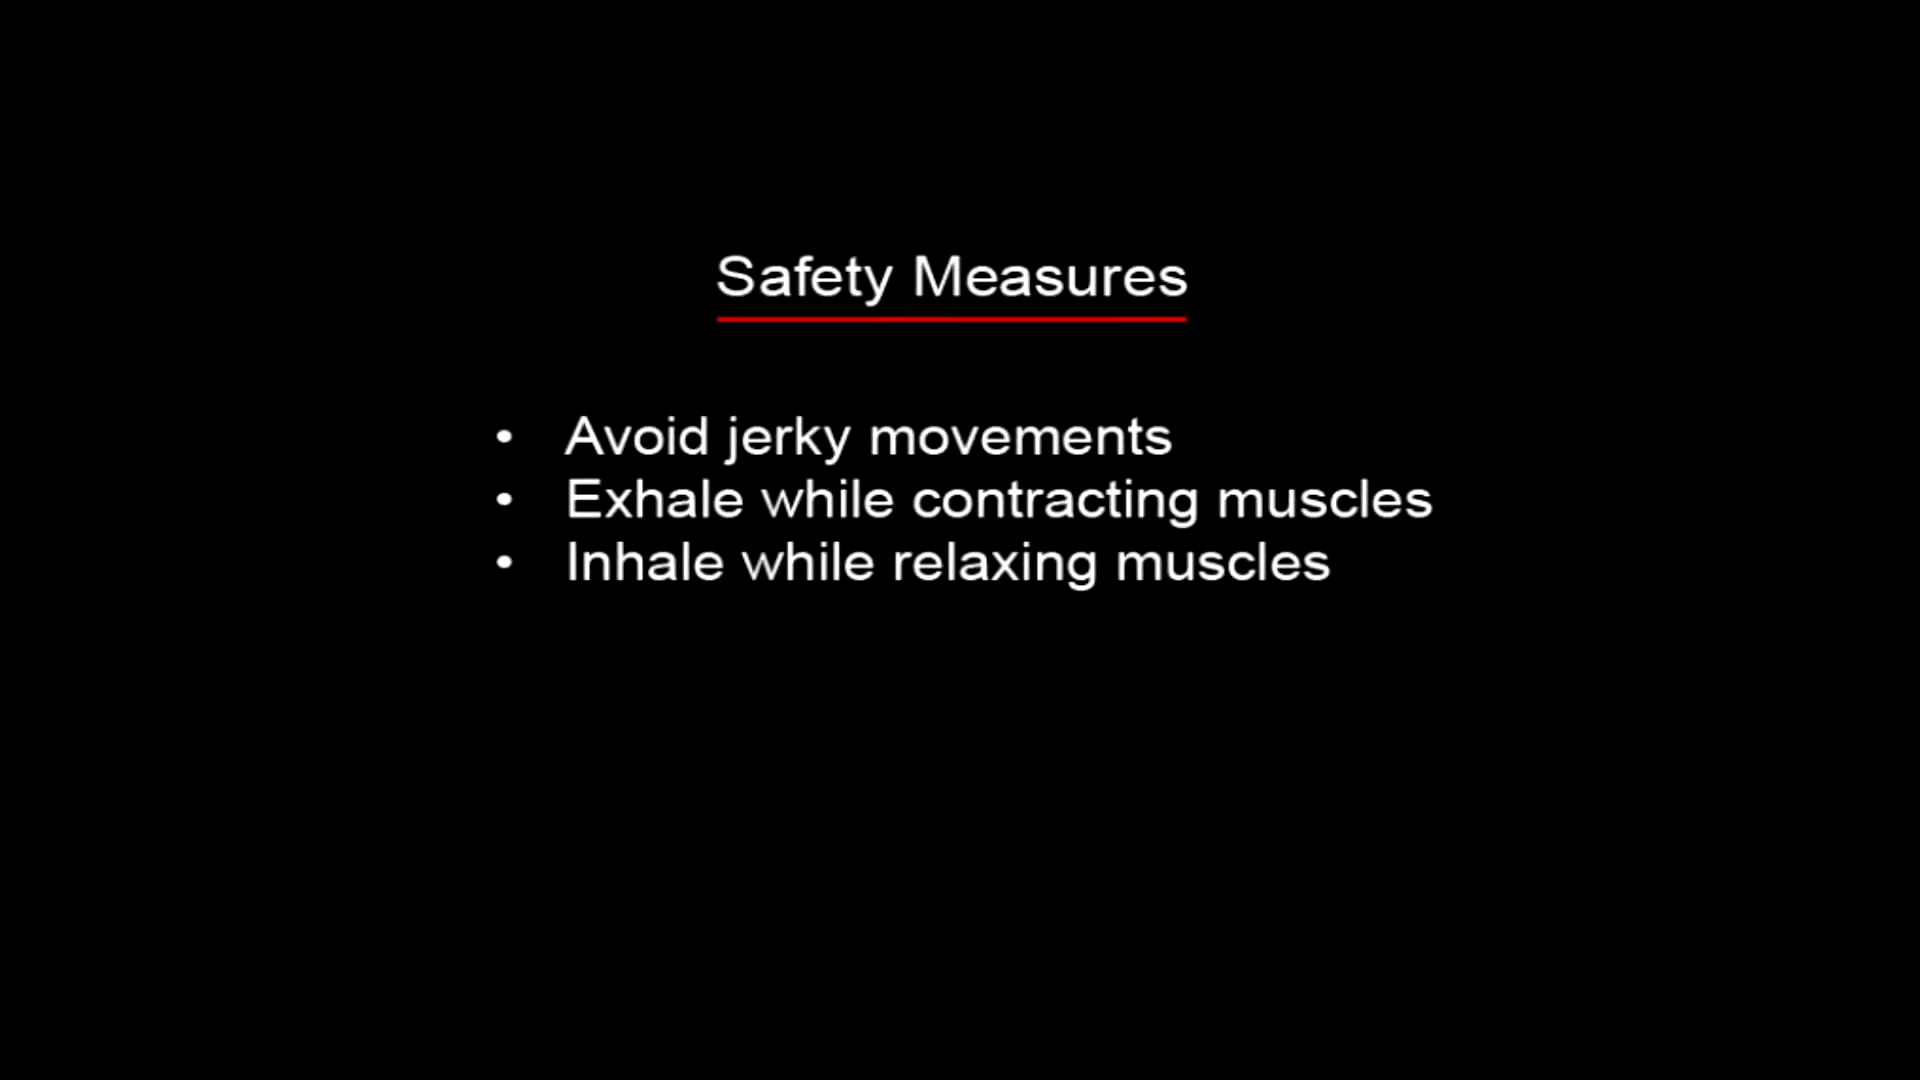 Safety Measures
• Avoid jerky movements
• Exhale while contracting muscles
• Inhale while relaxing muscles